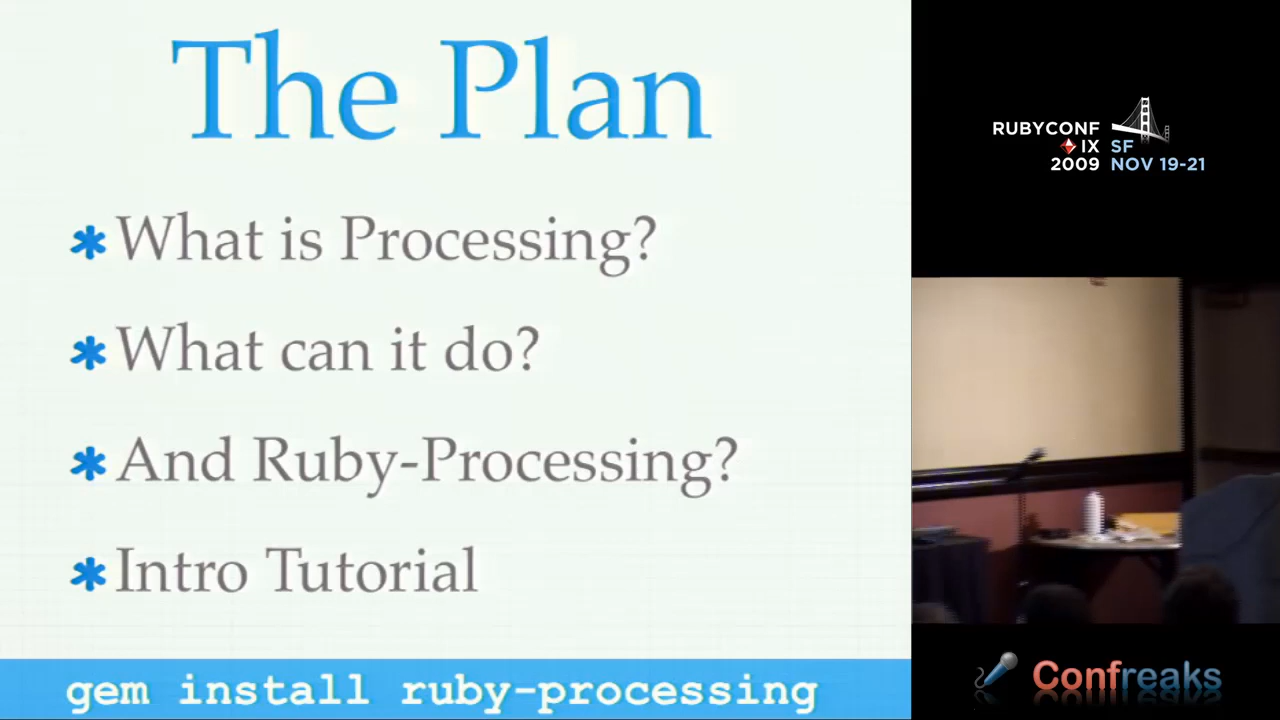 The Plan
What is Processing?
What can it do?
And Ruby-Processing?
Intro Tutorial
gem install ruby-processing
RUBYCONF
IX SF
2009 NOV 19-21
Confreaks